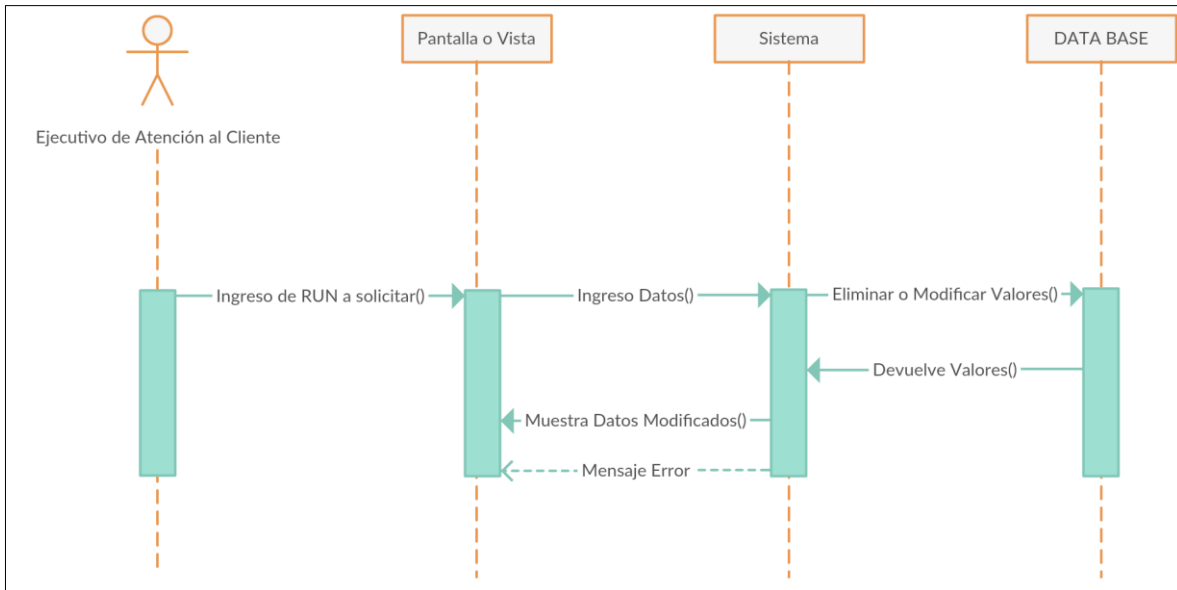 Pantalla o Vista
Sistema
DATA BASE
Ejecutivo de Atención al Cliente
Ingreso de RUN a solicitar()
Ingreso Datos()
Eliminar o Modificar Valores()
Devuelve Valores()
Muestra Datos Modificados()
Mensaje Error